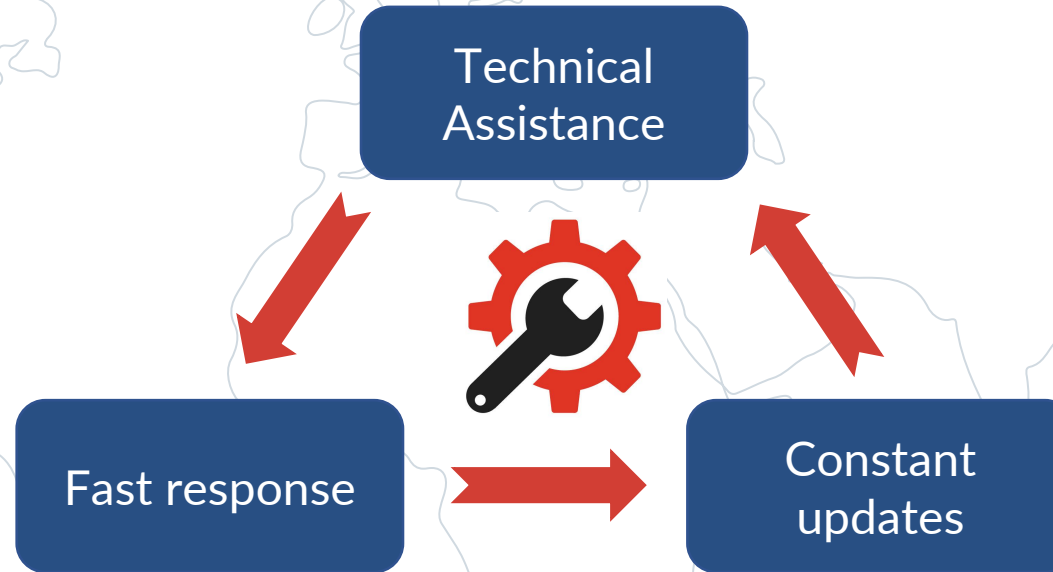 Technical
Assistance
Fast response
Constant
updates